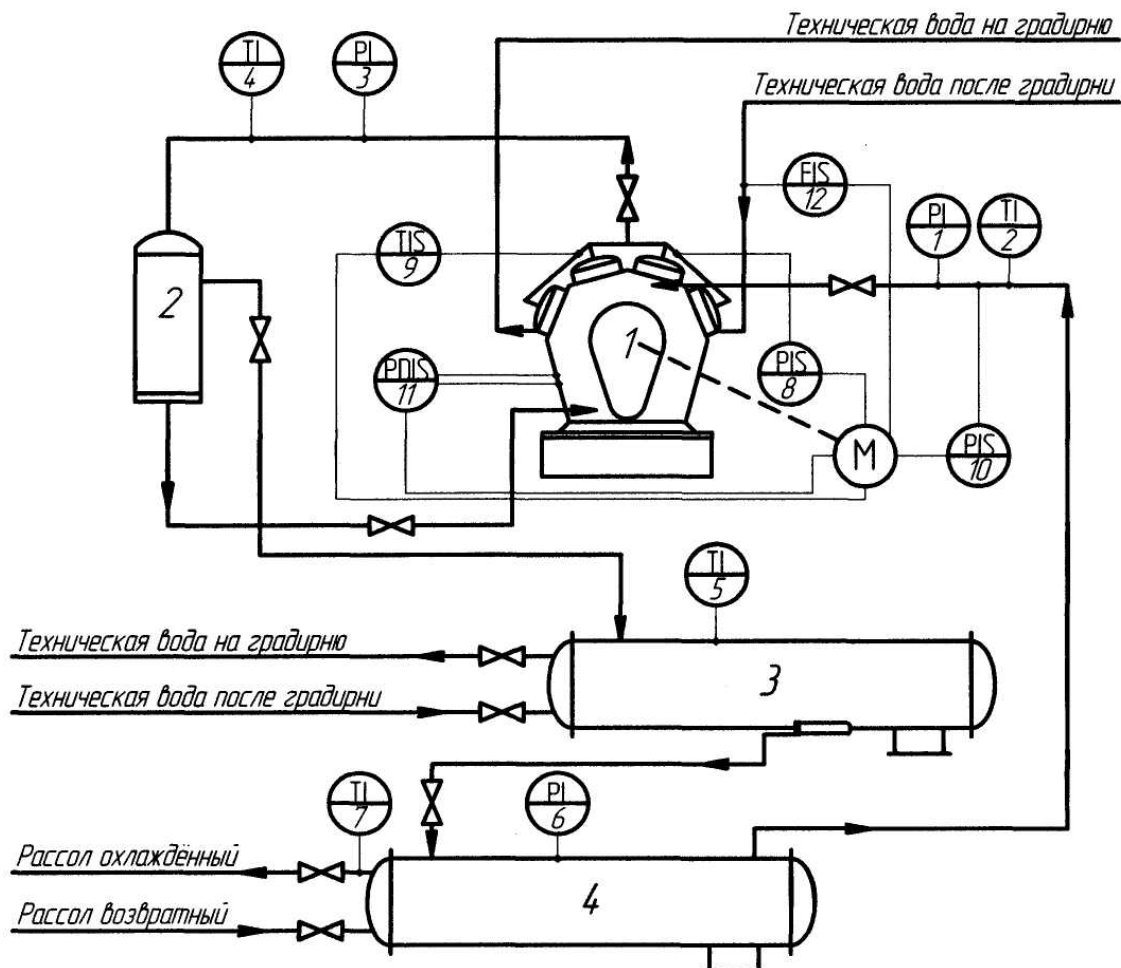 Техническая вода на градирню
TI
4
PI
3
Техническая вода после градирни
FIS
12
PI
1
TI
2
TIS
9
2
1
PDIS
11
PIS
8
M
PIS
10
TI
5
Техническая вода на градирню
3
Техническая вода после градирни
TI
7
PI
6
Рассол охлаждённый
4
Рассол возвратный